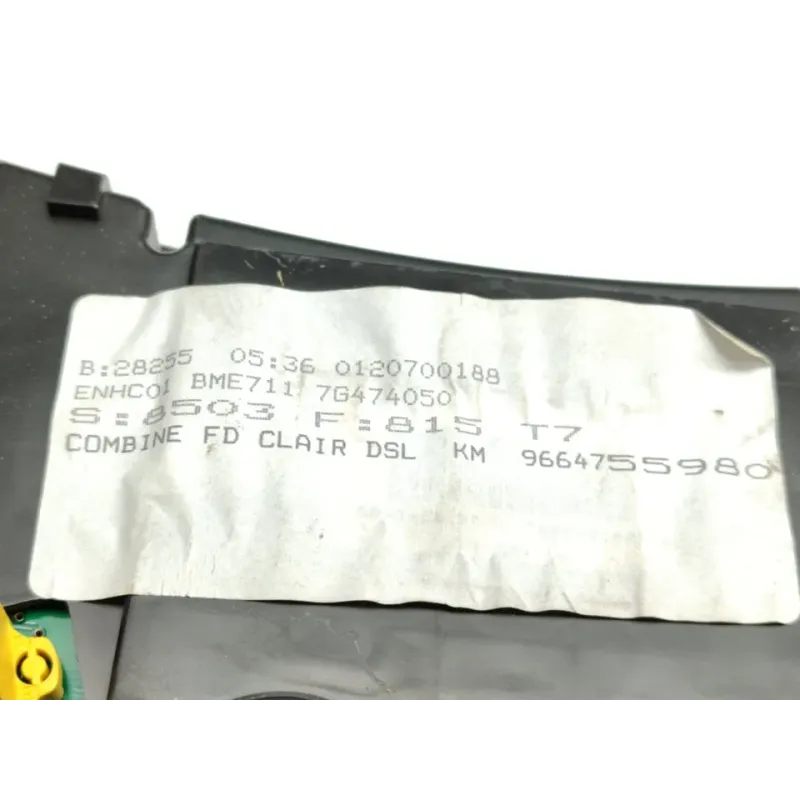 B:28255 05:36 0120700188
ENHC01 BME711 7G474050
S:8503 F:815 T7
COMBINE FD CLAIR DSL KM 9664755980